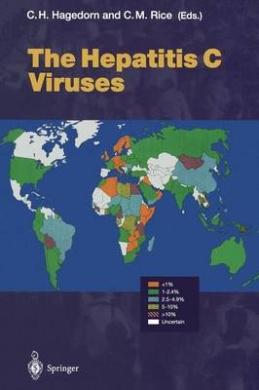 C. H. Hagedorn and C. M. Rice (Eds.)
The Hepatitis C
Viruses
<1%
1-2.4%
2.5-4.9%
5-10%
>10%
Uncertain
Springer